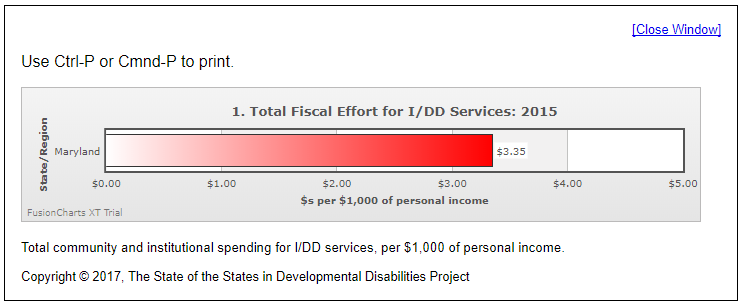 [Close Window]
Use Ctrl-P or Cmnd-P to print.
1. Total Fiscal Effort for I/DD Services: 2015
State/Region
Maryland
$3.35
$0.00 $1.00 $2.00 $3.00 $4.00 $5.00
$s per $1,000 of personal income
FusionCharts XT Trial
Total community and institutional spending for I/DD services, per $1,000 of personal income.
Copyright © 2017, The State of the States in Developmental Disabilities Project